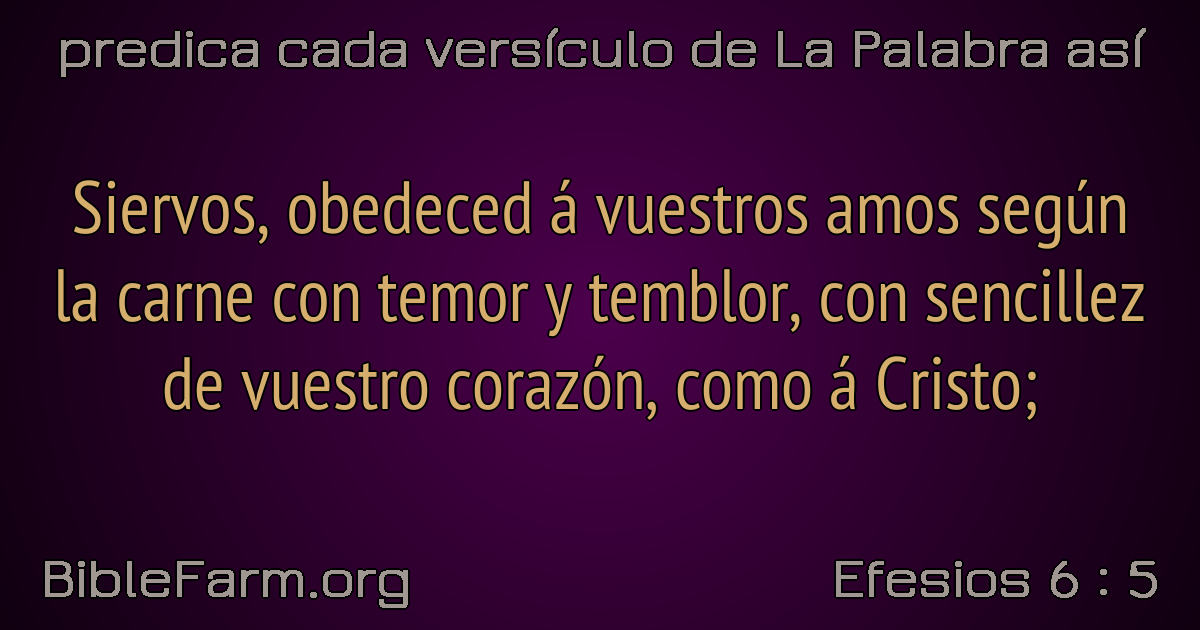 predica cada versículo de La Palabra así
Siervos, obedeced á vuestros amos según
la carne con temor y temblor, con sencillez
de vuestro corazón, como á Cristo;
BibleFarm.org
Efesios 6 : 5